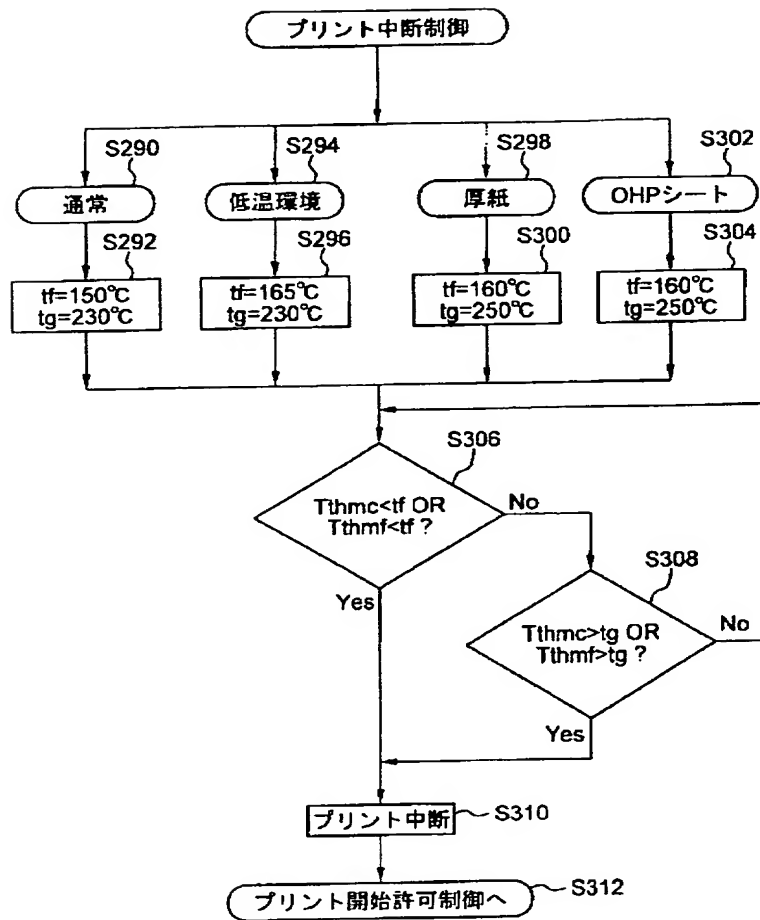 プリント中断制御
S290
通常
S292
tf=150℃
tg=230℃
S294
低温環境
S296
tf=165℃
tg=230℃
S298
厚紙
S300
tf=160℃
tg=250℃
S302
OHPシート
S304
tf=160℃
tg=250℃
S306
Tthmc<tf OR
Tthmf<tf ?
No
Yes
S308
Tthmc>tg OR
Tthmf>tg ?
No
Yes
プリント中断
S310
プリント開始許可制御へ
S312